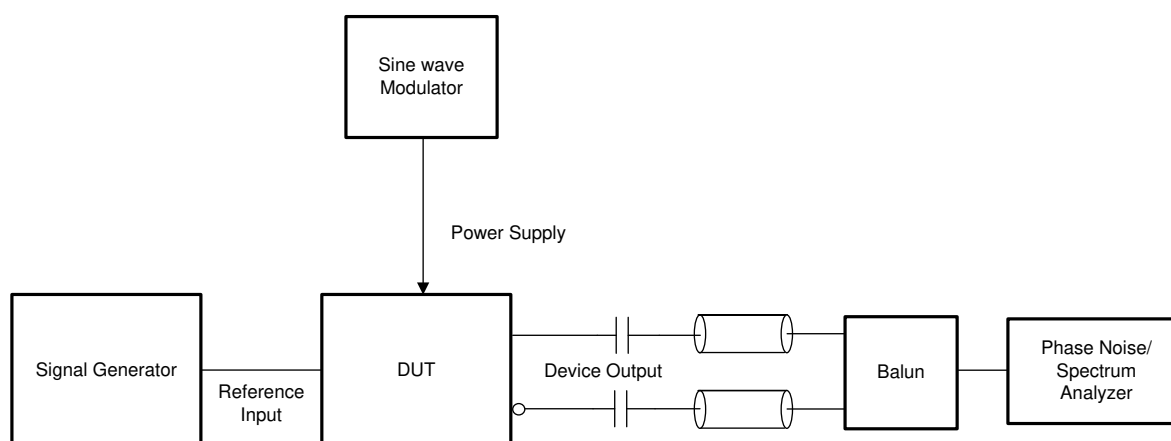 Sine wave
Modulator
Power Supply
Signal Generator
Reference
Input
DUT
Device Output
Balun
Phase Noise/
Spectrum
Analyzer